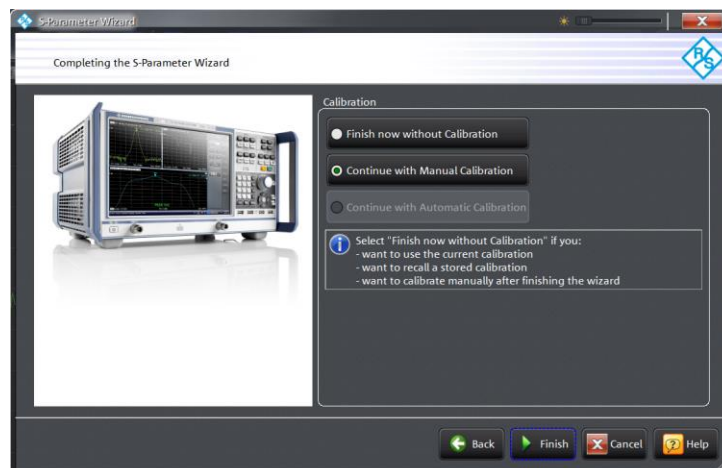 S-Parameter Wizard
Completing the S-Parameter Wizard
R&S
Calibration
Finish now without Calibration
Continue with Manual Calibration
Continue with Automatic Calibration
Select "Finish now without Calibration" if you:
- want to use the current calibration
- want to recall a stored calibration
- want to calibrate manually after finishing the wizard
Back
Finish
Cancel
Help